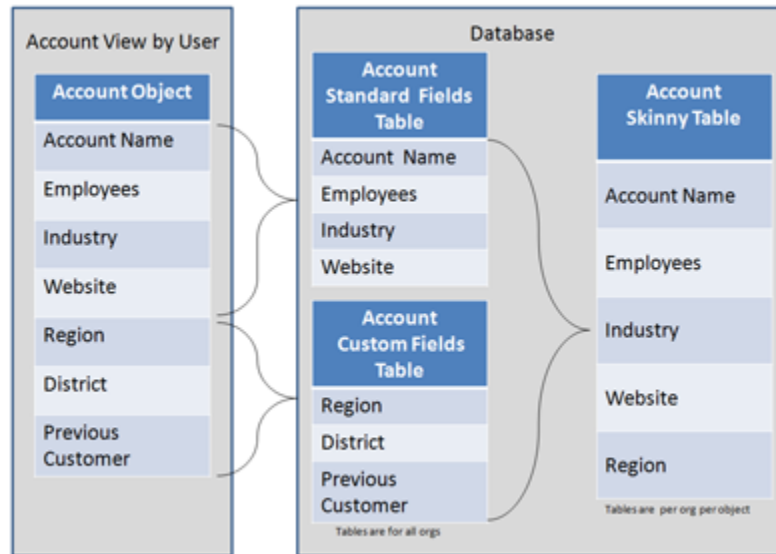 Account View by User
Account Object
Account Name
Employees
Industry
Website
Region
District
Previous
Customer
Database
Account
Standard Fields
Table
Account Name
Employees
Industry
Website
Account
Custom Fields
Table
Region
District
Previous
Customer
Tables are for all orgs
Account
Skinny Table
Account Name
Employees
Industry
Website
Region
Tables are per org per object